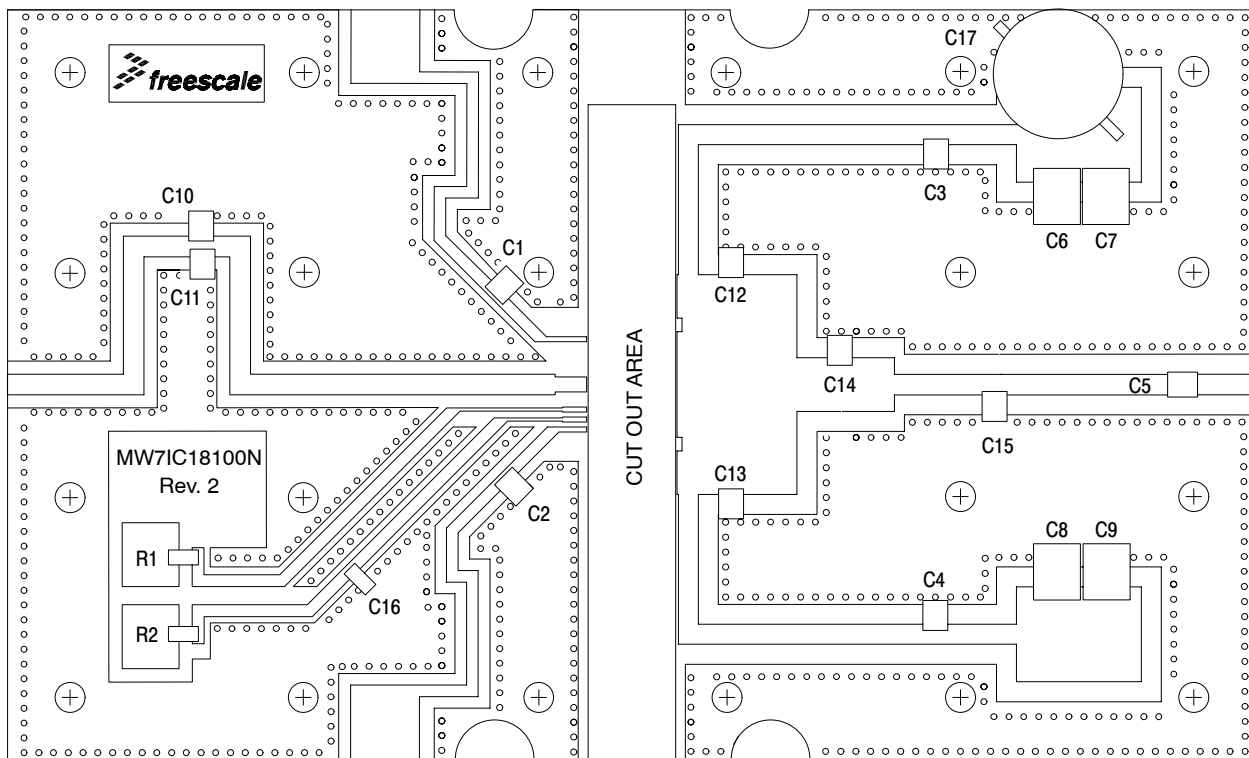 C17
freescale
C3
C10
C6 C7
C1
C11
C12
C14
C5
C15
CUT OUT AREA
MW7IC18100N
Rev. 2
C13
C2
C8 C9
R1
C4
C16
R2